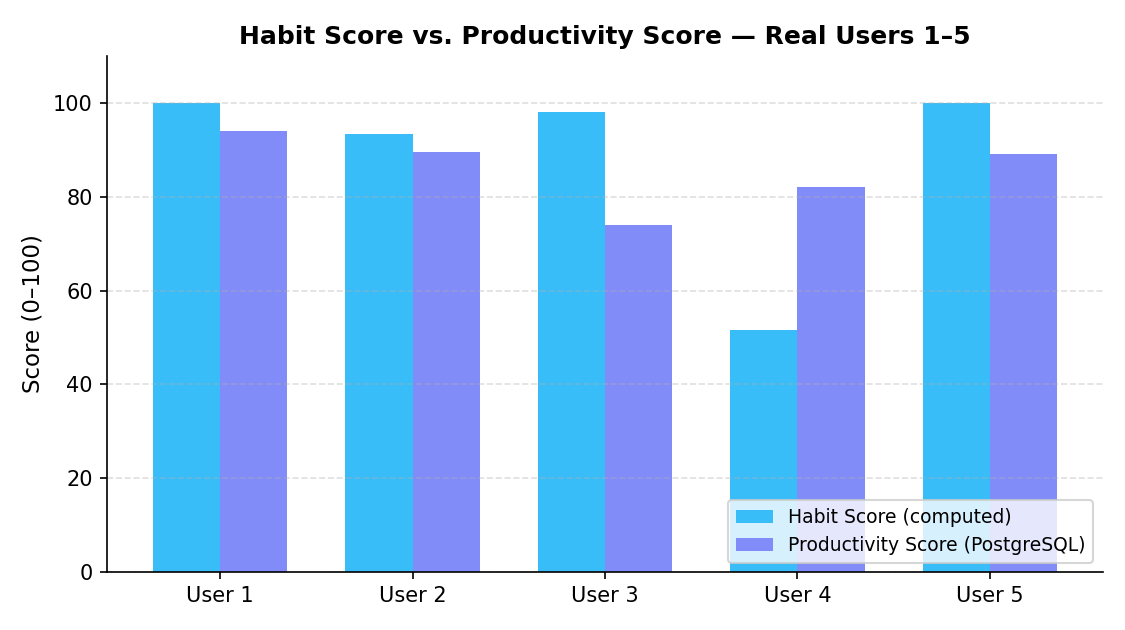 Habit Score vs. Productivity Score — Real Users 1–5
Score (0–100)
100
80
60
40
20
0
User 1
User 2
User 3
User 4
User 5
Habit Score (computed)
Productivity Score (PostgreSQL)